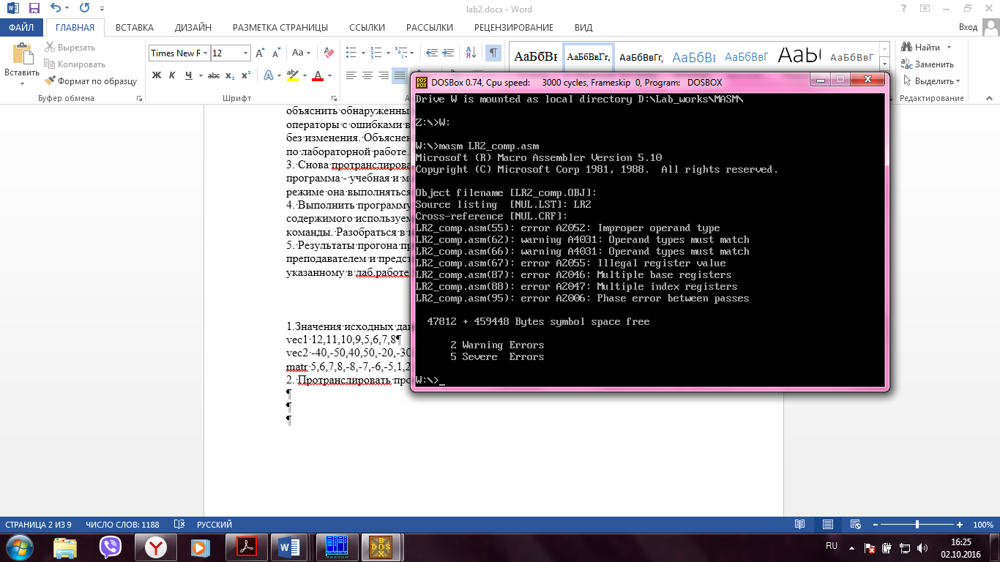 lab2.docx - Word
ФАЙЛ ГЛАВНАЯ ВСТАВКА ДИЗАЙН РАЗМЕТКА СТРАНИЦЫ ССЫЛКИ РАССЫЛКИ РЕЦЕНЗИРОВАНИЕ ВИД Вход
Вставить
Вырезать
Копировать
Формат по образцу
Буфер обмена
Times New R 12
Ж К Ч abc x₂ x²
Шрифт
АаБбВв АаБбВвГг, АаБбВвГг, АаБбВв АаБбВвГ АаБбВвГг
Найти
Заменить
Выделить
Редактирование
объяснить обнаруженны
операторы с ошибками в
без изменения. Объяснен
по лабораторной работе.
3. Снова протранслирова
программа - учебная и м
режиме она выполняться
4. Выполнить программу
содержимого используем
команды. Разобраться в
5. Результаты прогона пр
преподавателем и предст
указанному в лаб.работе
1.Значения исходных дан
vec1 12,11,10,9,5,6,7,8¶
vec2 -40,-50,40,50,-20,-30
matr 5,6,7,8,-8,-7,-6,-5,1,2
2. Протранслировать про
¶
¶
¶
DOSBox 0.74, Cpu speed: 3000 cycles, Frameskip 0, Program: DOSBOX
Drive W is mounted as local directory D:\Lab_works\MASM\
Z:\>W:
W:\>masm LR2_comp.asm
Microsoft (R) Macro Assembler Version 5.10
Copyright (C) Microsoft Corp 1981, 1988. All rights reserved.
Object filename [LR2_comp.OBJ]:
Source listing [NUL.LST]: LR2
Cross-reference [NUL.CRF]:
LR2_comp.asm(55): error A2052: Improper operand type
LR2_comp.asm(62): warning A4031: Operand types must match
LR2_comp.asm(66): warning A4031: Operand types must match
LR2_comp.asm(67): error A2055: Illegal register value
LR2_comp.asm(87): error A2046: Multiple base registers
LR2_comp.asm(88): error A2047: Multiple index registers
LR2_comp.asm(95): error A2006: Phase error between passes
47812 + 459448 Bytes symbol space free
2 Warning Errors
5 Severe Errors
W:\>_
СТРАНИЦА 2 ИЗ 9 ЧИСЛО СЛОВ: 1188 РУССКИЙ 100%
RU
16:25
02.10.2016